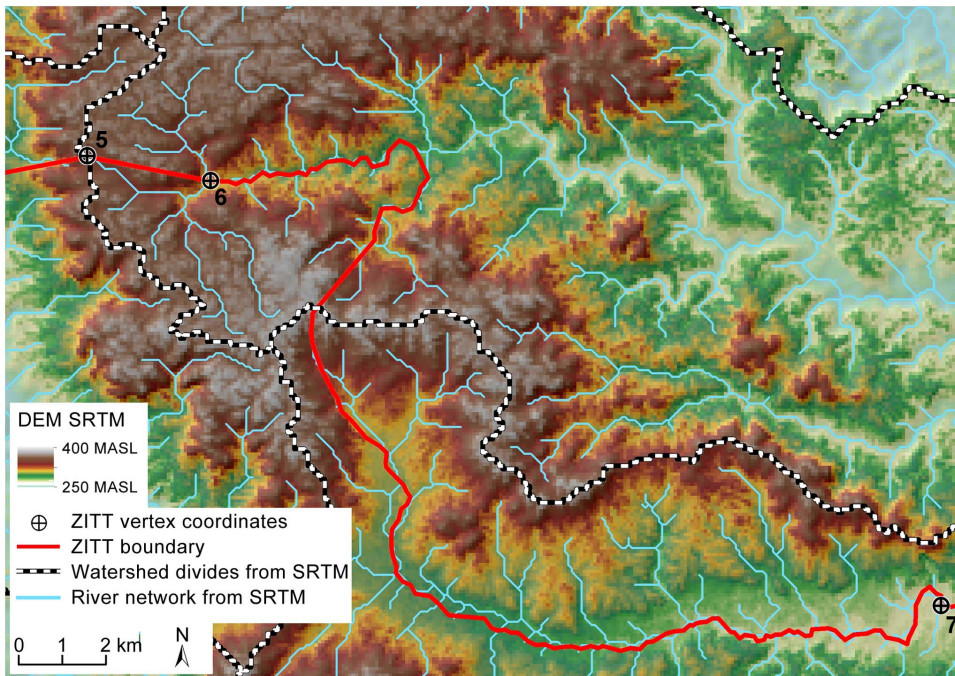 5
6
DEM SRTM
400 MASL
250 MASL
ZITT vertex coordinates
ZITT boundary
Watershed divides from SRTM
River network from SRTM
0 1 2 km
N
7